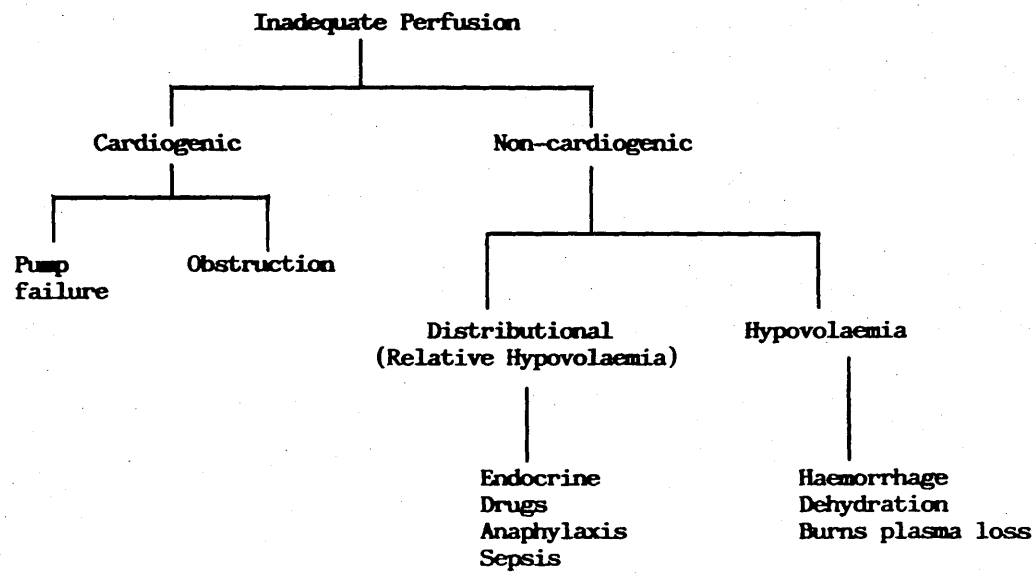 Inadequate Perfusion
Cardiogenic
Non-cardiogenic
Pump
failure
Obstruction
Distributional
(Relative Hypovolaemia)
Hypovolaemia
Endocrine
Drugs
Anaphylaxis
Sepsis
Haemorrhage
Dehydration
Burns plasma loss